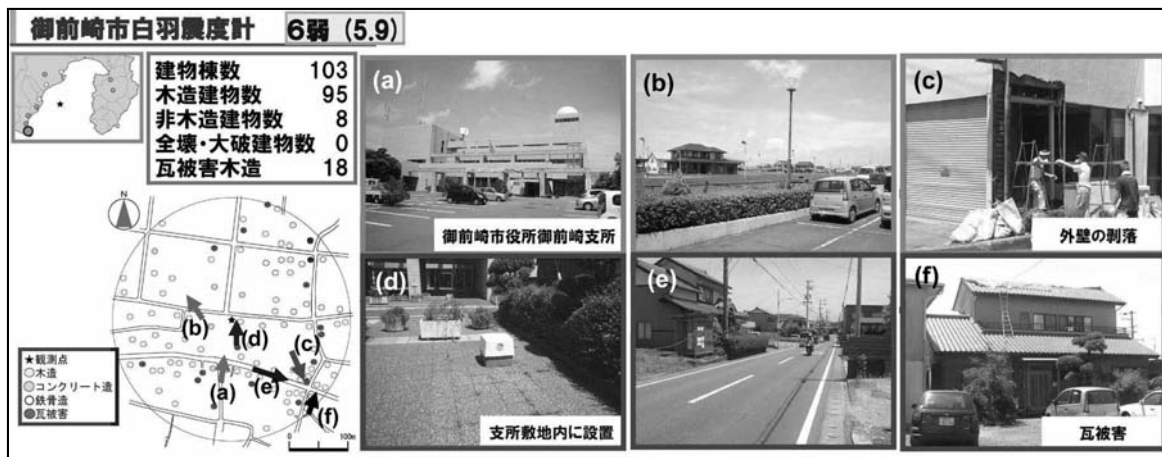 御前崎市白羽震度計 6弱 (5.9)
建物棟数 103
木造建物数 95
非木造建物数 8
全壊・大破建物数 0
瓦被害木造 18
N
(b)
(d)
(c)
(a)
(e)
(f)
★観測点
木造
コンクリート造
鉄骨造
瓦被害
100m
(a)
御前崎市役所御前崎支所
(b)
(c)
外壁の剥落
(d)
支所敷地内に設置
(e)
(f)
瓦被害